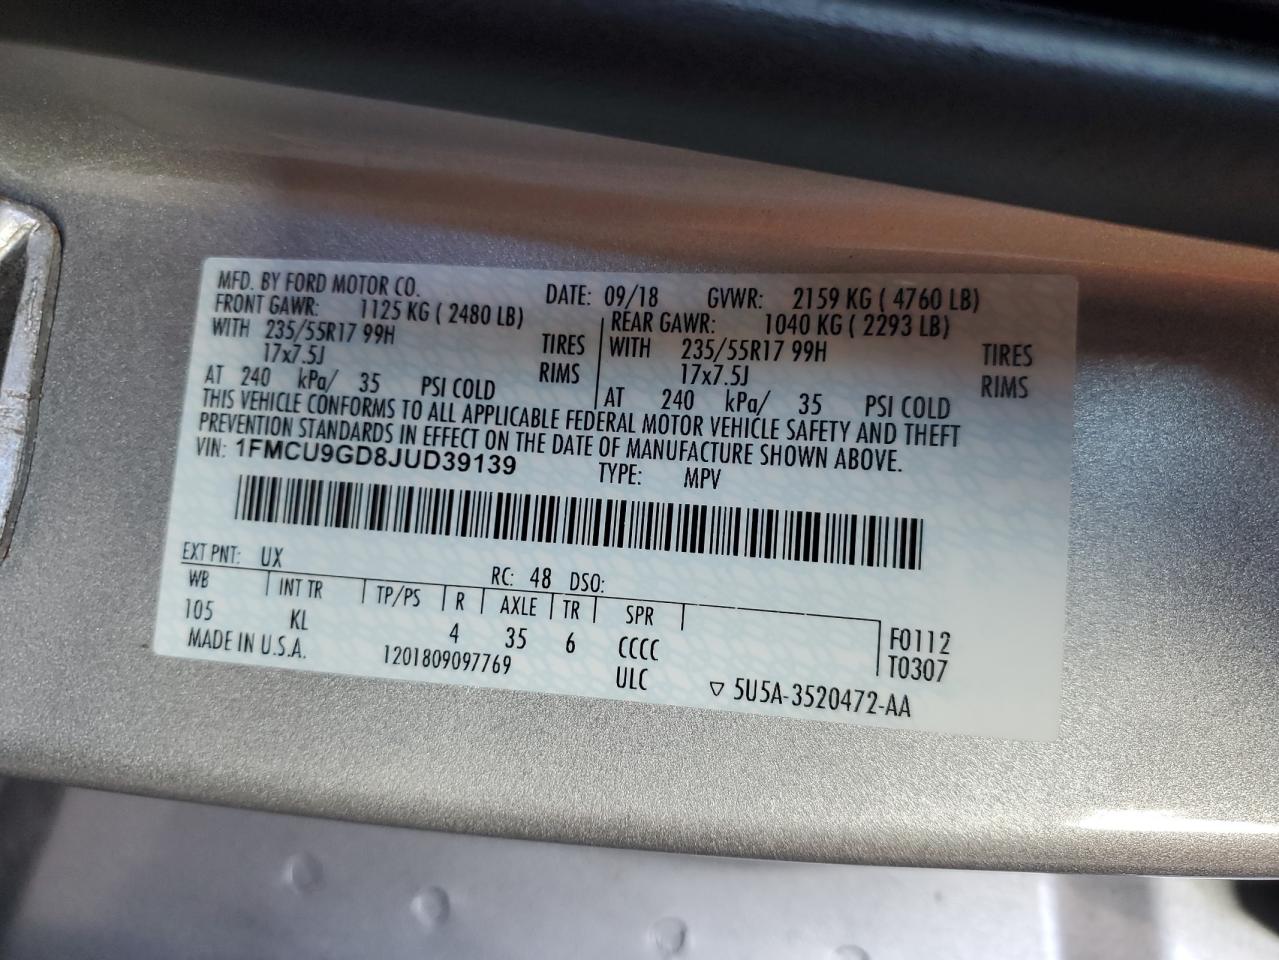 MFD. BY FORD MOTOR CO. DATE: 09/18 GVWR: 2159 KG ( 4760 LB)
FRONT GAWR: 1125 KG ( 2480 LB) REAR GAWR: 1040 KG ( 2293 LB)
WITH 235/55R17 99H TIRES WITH 235/55R17 99H TIRES
17x7.5J RIMS 17x7.5J RIMS
AT 240 kPa/ 35 PSI COLD AT 240 kPa/ 35 PSI COLD
THIS VEHICLE CONFORMS TO ALL APPLICABLE FEDERAL MOTOR VEHICLE SAFETY AND THEFT
PREVENTION STANDARDS IN EFFECT ON THE DATE OF MANUFACTURE SHOWN ABOVE.
VIN: 1FMCU9GD8JUD39139 TYPE: MPV
EXT PNT: UX RC: 48 DSO:
WB INT TR TP/PS R AXLE TR SPR
105 KL 4 35 6 CCCC F0112
MADE IN U.S.A. 1201809097769 ULC T0307
▽ 5U5A-3520472-AA